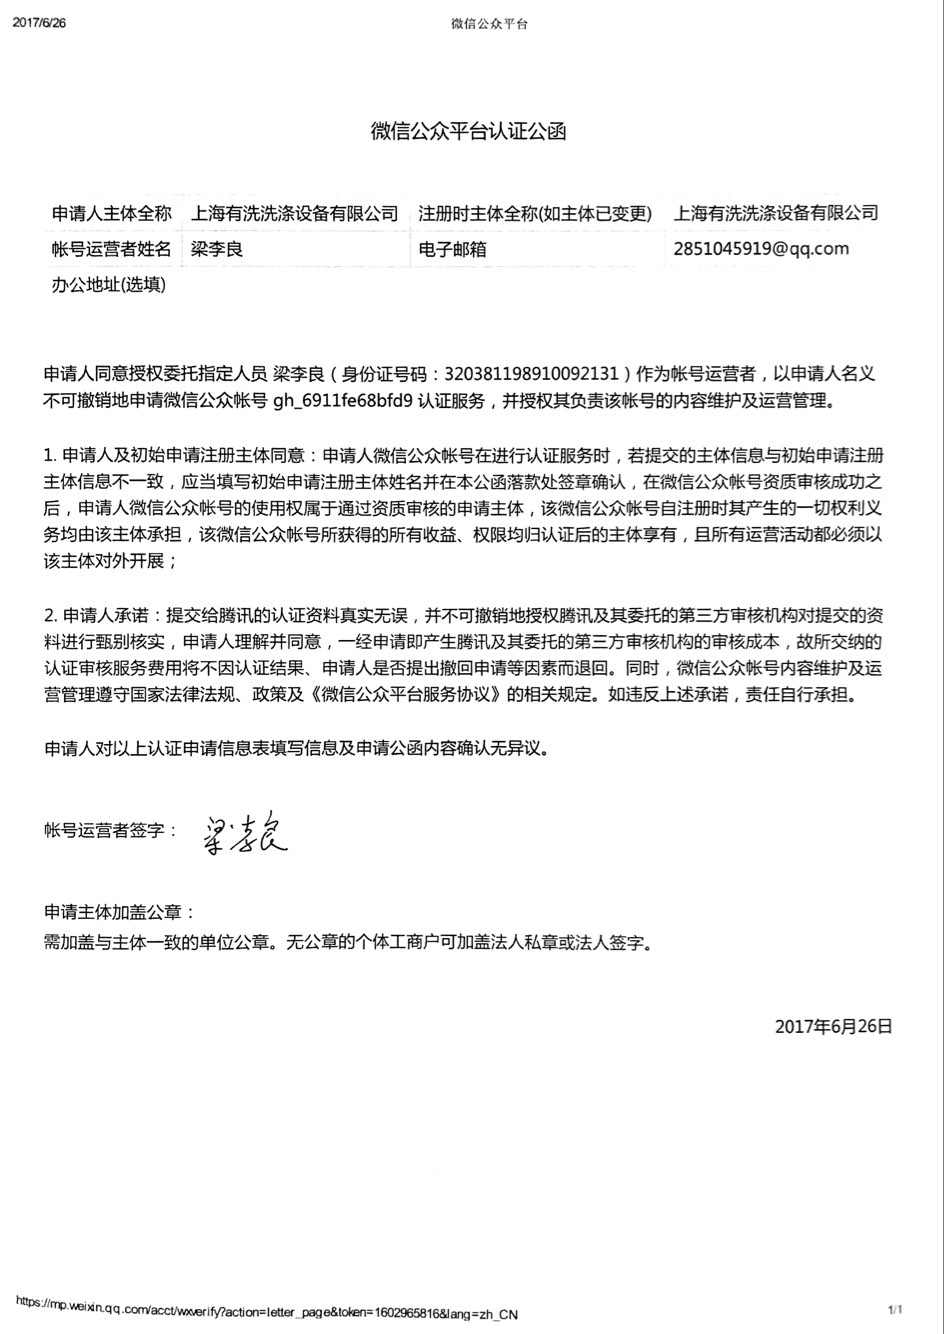 2017/6/26 微信公众平台
微信公众平台认证公函
申请人主体全称 上海有洗洗涤设备有限公司 注册时主体全称(如主体已变更) 上海有洗洗涤设备有限公司
帐号运营者姓名 梁李良 电子邮箱 2851045919@qq.com
办公地址(选填)
申请人同意授权委托指定人员 梁李良（身份证号码：320381198910092131）作为帐号运营者，以申请人名义
不可撤销地申请微信公众帐号 gh_6911fe68bfd9 认证服务，并授权其负责该帐号的内容维护及运营管理。
1. 申请人及初始申请注册主体同意：申请人微信公众帐号在进行认证服务时，若提交的主体信息与初始申请注册
主体信息不一致，应当填写初始申请注册主体姓名并在本公函落款处签章确认，在微信公众帐号资质审核成功之
后，申请人微信公众帐号的使用权属于通过资质审核的申请主体，该微信公众帐号自注册时其产生的一切权利义
务均由该主体承担，该微信公众帐号所获得的所有收益、权限均归认证后的主体享有，且所有运营活动都必须以
该主体对外开展；
2. 申请人承诺：提交给腾讯的认证资料真实无误，并不可撤销地授权腾讯及其委托的第三方审核机构对提交的资
料进行甄别核实，申请人理解并同意，一经申请即产生腾讯及其委托的第三方审核机构的审核成本，故所交纳的
认证审核服务费用将不因认证结果、申请人是否提出撤回申请等因素而退回。同时，微信公众帐号内容维护及运
营管理遵守国家法律法规、政策及《微信公众平台服务协议》的相关规定。如违反上述承诺，责任自行承担。
申请人对以上认证申请信息表填写信息及申请公函内容确认无异议。
帐号运营者签字： 梁李良
申请主体加盖公章：
需加盖与主体一致的单位公章。无公章的个体工商户可加盖法人私章或法人签字。
2017年6月26日
https://mp.weixin.qq.com/acct/wxverify?action=letter_page&token=1602965816&lang=zh_CN 1/1